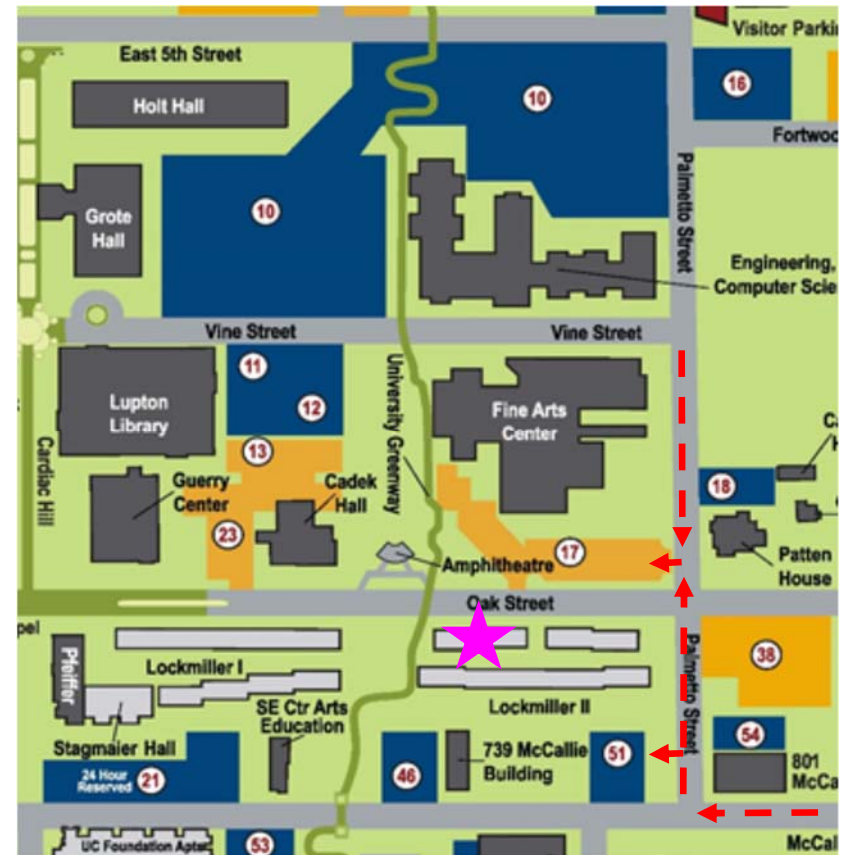 Visitor Parki
East 5th Street
16
10
Holt Hall
Fortwoo
Palmetto Street
10
Grote
Hall
Engineering,
Computer Scie
Vine Street
Vine Street
11
12
Lupton
Library
Fine Arts
Center
University Greenway
13
Cardiac Hill
Guerry
Center
Cadek
Hall
18
23
17
Amphitheatre
Patten
House
Oak Street
pel
Pfeiffer
Lockmiller I
Palmetto Street
38
SE Ctr Arts
Education
Lockmiller II
Stagmaier Hall
54
739 McCallie
Building
51
24 Hour
Reserved
21
46
801
McCa
UC Foundation Apts
53
McCal